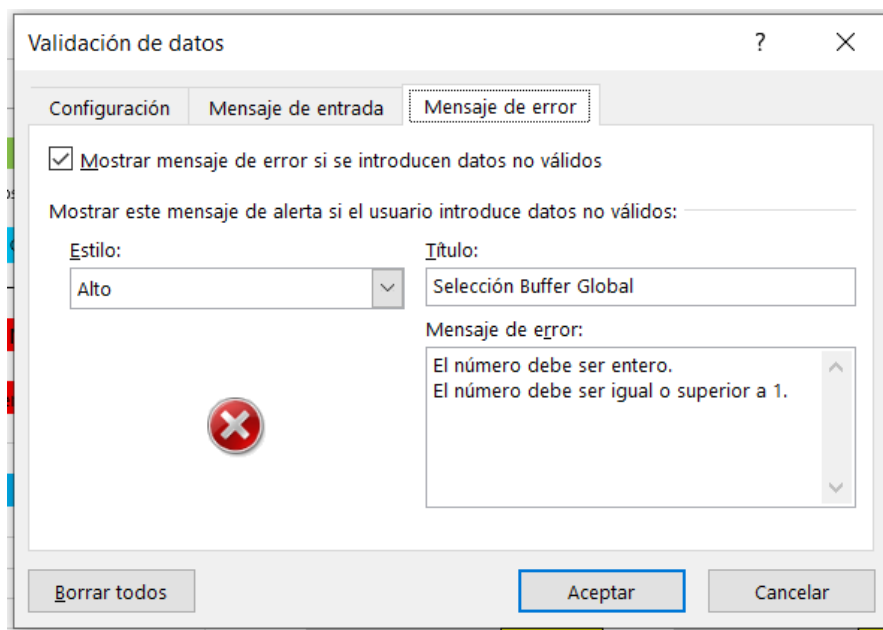 Validación de datos
?
Configuración
Mensaje de entrada
Mensaje de error
Mostrar mensaje de error si se introducen datos no válidos
Mostrar este mensaje de alerta si el usuario introduce datos no válidos:
Estilo:
Alto
Título:
Selección Buffer Global
Mensaje de error:
El número debe ser entero.
El número debe ser igual o superior a 1.
Borrar todos
Aceptar
Cancelar